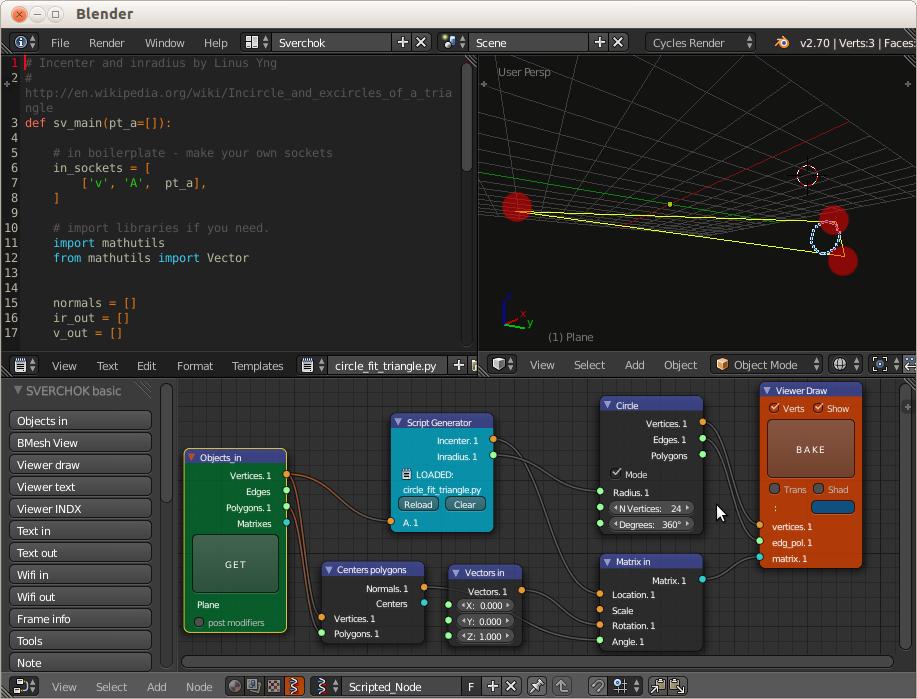 Blender
File Render Window Help Sverchok Scene Cycles Render v2.70 | Verts:3 | Faces:
1 # Incenter and inradius by Linus Yng
2 #
http://en.wikipedia.org/wiki/Incircle_and_excircles_of_a_tria
ngle
3 def sv_main(pt_a=[]):
4
5 # in boilerplate - make your own sockets
6 in_sockets = [
7 ['v', 'A', pt_a],
8 ]
9
10 # import libraries if you need.
11 import mathutils
12 from mathutils import Vector
13
14
15 normals = []
16 ir_out = []
17 v_out = []
User Persp
z
x
y
(1) Plane
View Text Edit Format Templates circle_fit_triangle.py
View Select Add Object Object Mode
SVERCHOK basic
Objects in
BMesh View
Viewer draw
Viewer text
Viewer INDX
Text in
Text out
Wifi in
Wifi out
Frame info
Tools
Note
Objects_in
Vertices. 1
Edges
Polygons. 1
Matrixes
GET
Plane
post modifiers
Script Generator
Incenter. 1
Inradius. 1
LOADED:
circle_fit_triangle.py
Reload Clear
A. 1
Centers polygons
Normals. 1
Centers
Vertices. 1
Polygons. 1
Vectors in
Vectors. 1
X: 0.000
Y: 0.000
Z: 1.000
Circle
Vertices. 1
Edges. 1
Polygons
Mode
Radius. 1
N Vertices: 24
Degrees: 360°
Matrix in
Matrix. 1
Location. 1
Scale
Rotation. 1
Angle. 1
Viewer Draw
Verts Show
BAKE
Trans Shad
:
vertices. 1
edg_pol. 1
matrix. 1
View Select Add Node Scripted_Node F